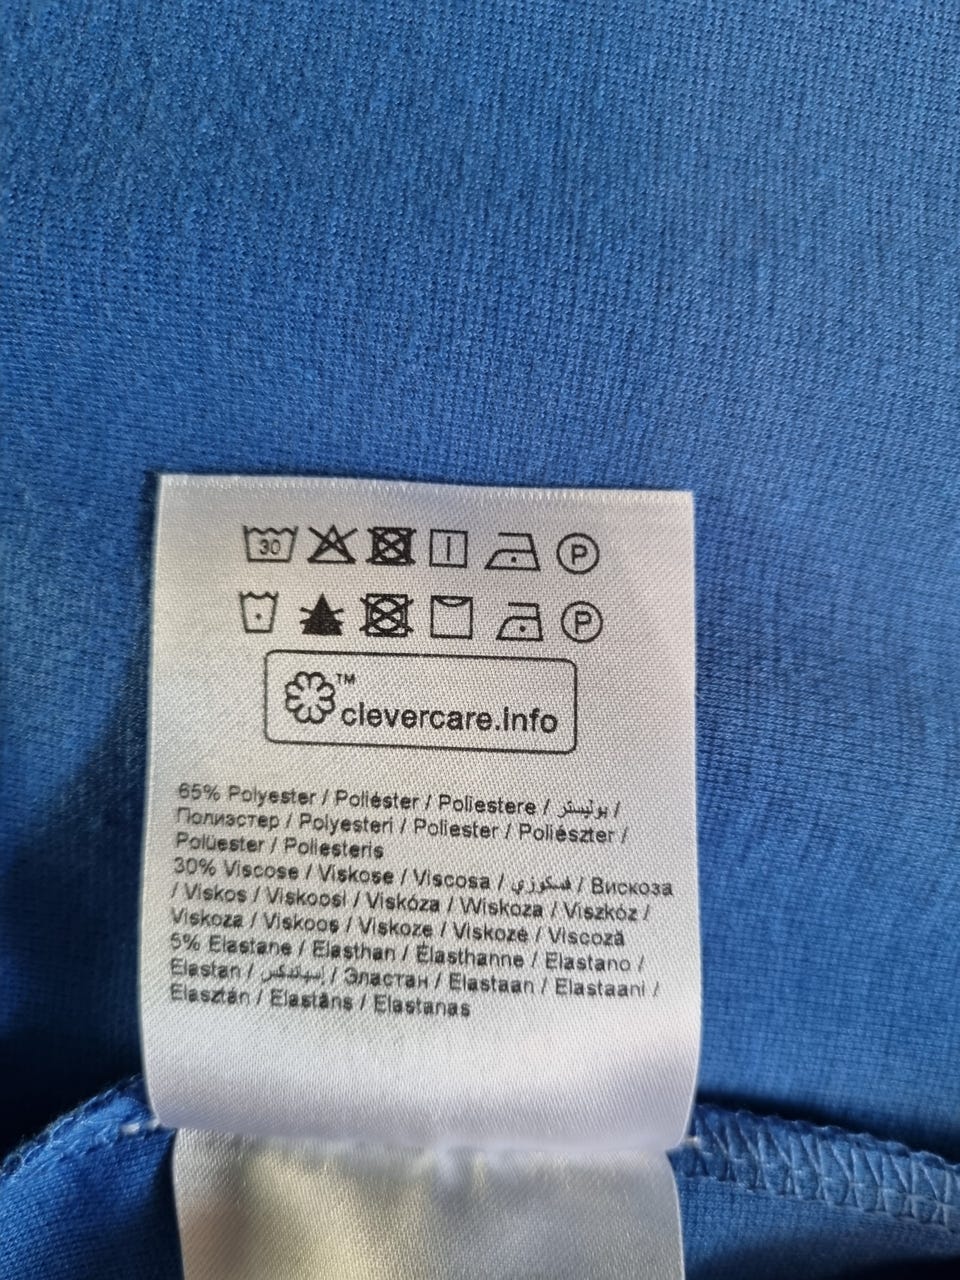 30 P
P
™
clevercare.info
65% Polyester / Poliéster / Poliestere / بوليستر /
Полиэстер / Polyesteri / Poliester / Poliészter /
Polüester / Poliesteris
30% Viscose / Viskose / Viscosa / فسكوزي / Вискоза
/ Viskos / Viskoosi / Viskóza / Wiskoza / Viszkóz /
Viskoza / Viskoos / Viskoze / Viskozė / Viscoză
5% Elastane / Elasthan / Élasthanne / Elastano /
Elastan / / Эластан / Elastaan / Elastaani /
Elasztán / Elastāns / Elastanas